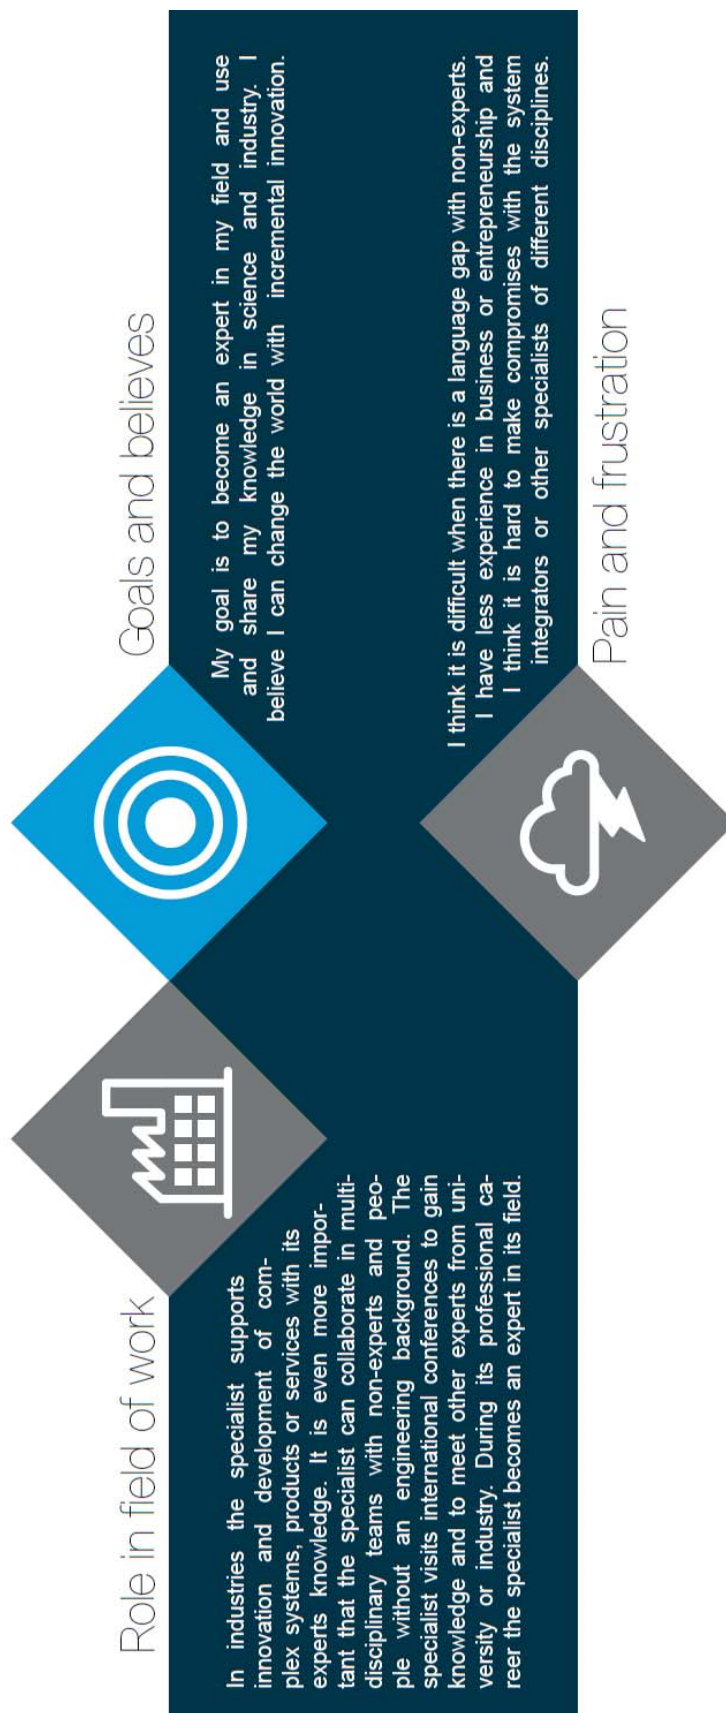 Role in field of work
In industries the specialist supports
innovation and development of com-
plex systems, products or services with its
experts knowledge. It is even more impor-
tant that the specialist can collaborate in multi-
disciplinary teams with non-experts and peo-
ple without an engineering background. The
specialist visits international conferences to gain
knowledge and to meet other experts from uni-
versity or industry. During its professional ca-
reer the specialist becomes an expert in its field.
Goals and believes
My goal is to become an expert in my field and use
and share my knowledge in science and industry. I
believe I can change the world with incremental innovation.
I think it is difficult when there is a language gap with non-experts.
I have less experience in business or entrepreneurship and
I think it is hard to make compromises with the system
integrators or other specialists of different disciplines.
Pain and frustration